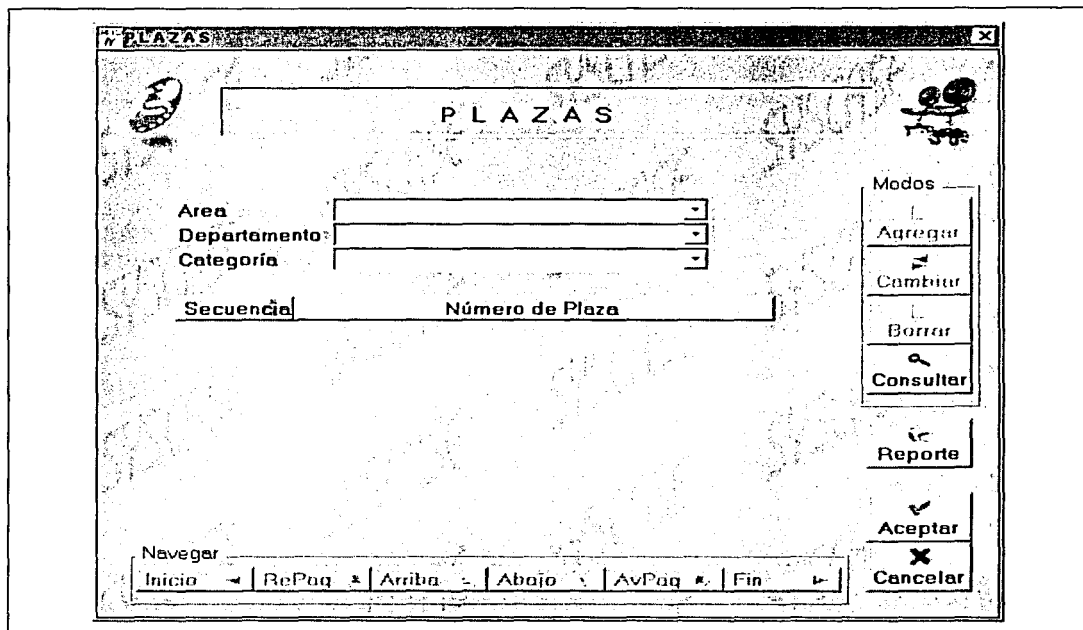 PLAZAS
PLAZAS
Area
Departamento
Categoría
Secuencia Número de Plaza
Modos
Agregar
Cambiar
Borrar
Consultar
Reporte
Aceptar
Cancelar
Navegar
Inicio RePag Arriba Abajo AvPag Fin